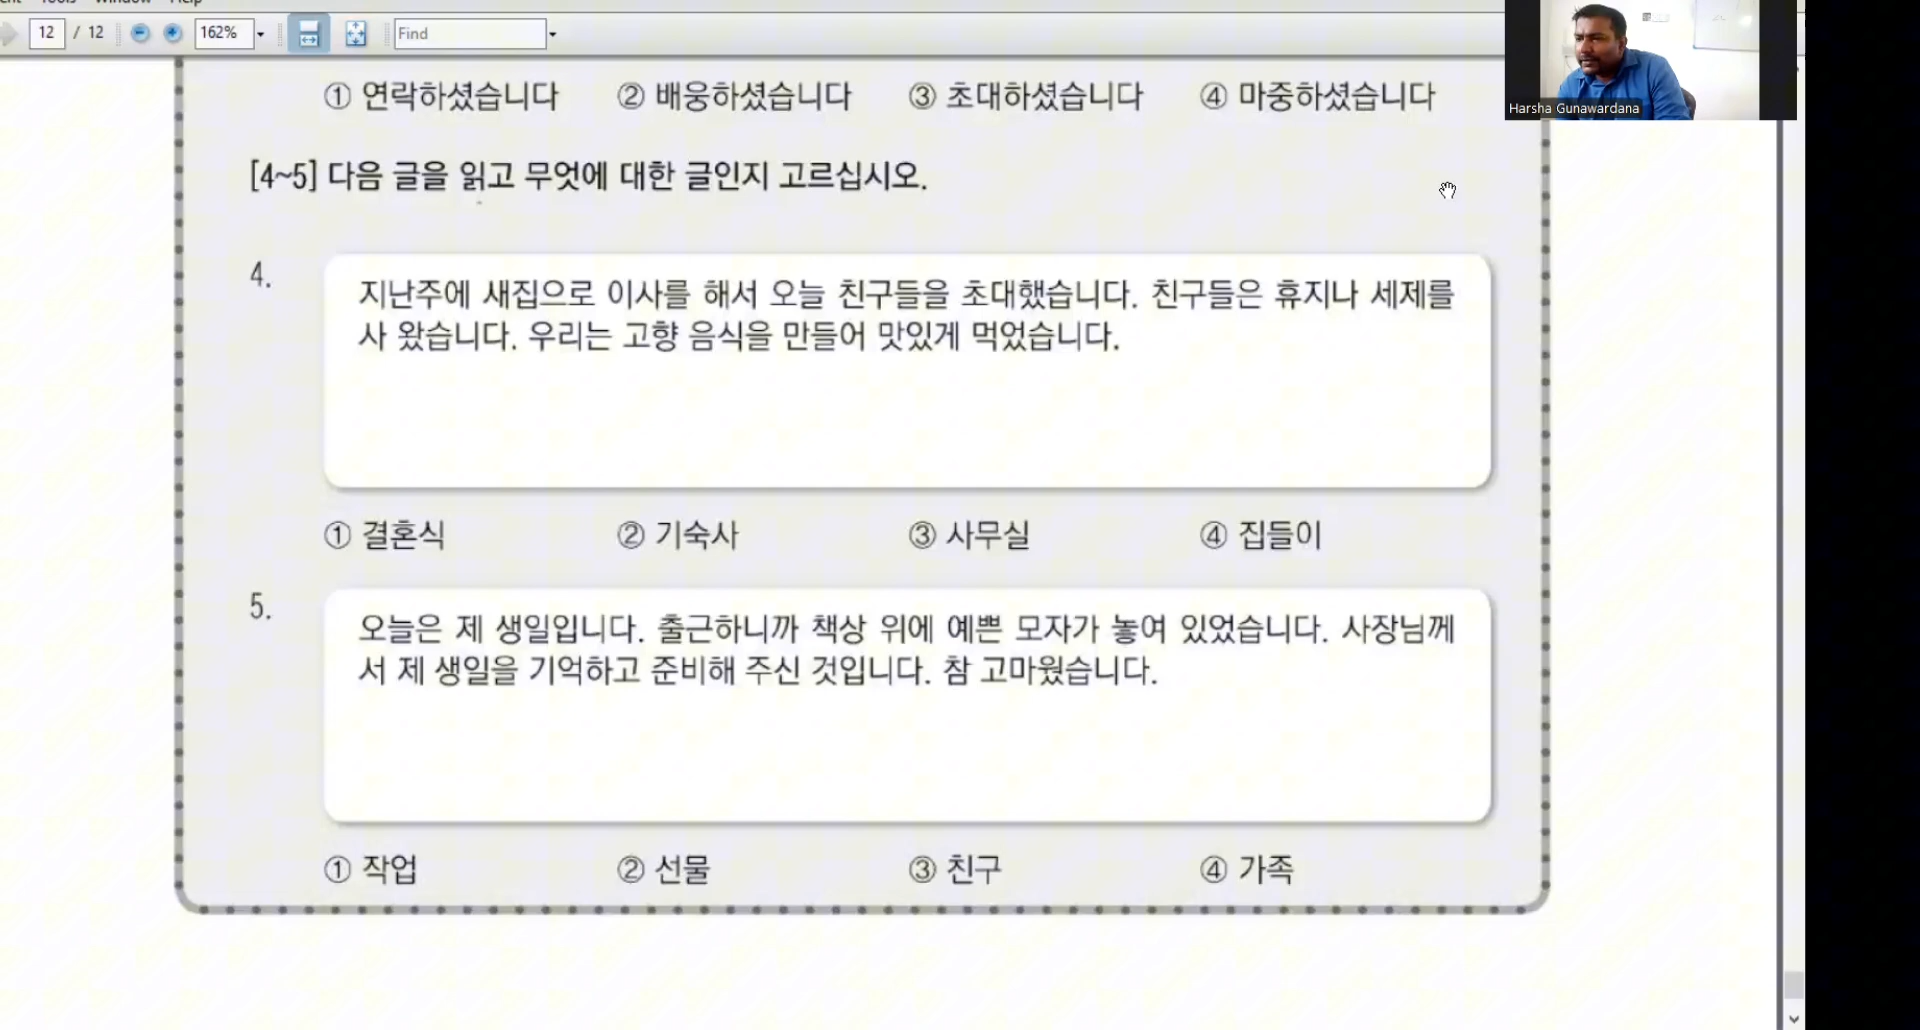 Tools Window Help
12 / 12 162% Find
Harsha Gunawardana
① 연락하셨습니다 ② 배웅하셨습니다 ③ 초대하셨습니다 ④ 마중하셨습니다
[4~5] 다음 글을 읽고 무엇에 대한 글인지 고르십시오.
4.
지난주에 새집으로 이사를 해서 오늘 친구들을 초대했습니다. 친구들은 휴지나 세제를
사 왔습니다. 우리는 고향 음식을 만들어 맛있게 먹었습니다.
① 결혼식 ② 기숙사 ③ 사무실 ④ 집들이
5.
오늘은 제 생일입니다. 출근하니까 책상 위에 예쁜 모자가 놓여 있었습니다. 사장님께
서 제 생일을 기억하고 준비해 주신 것입니다. 참 고마웠습니다.
① 작업 ② 선물 ③ 친구 ④ 가족